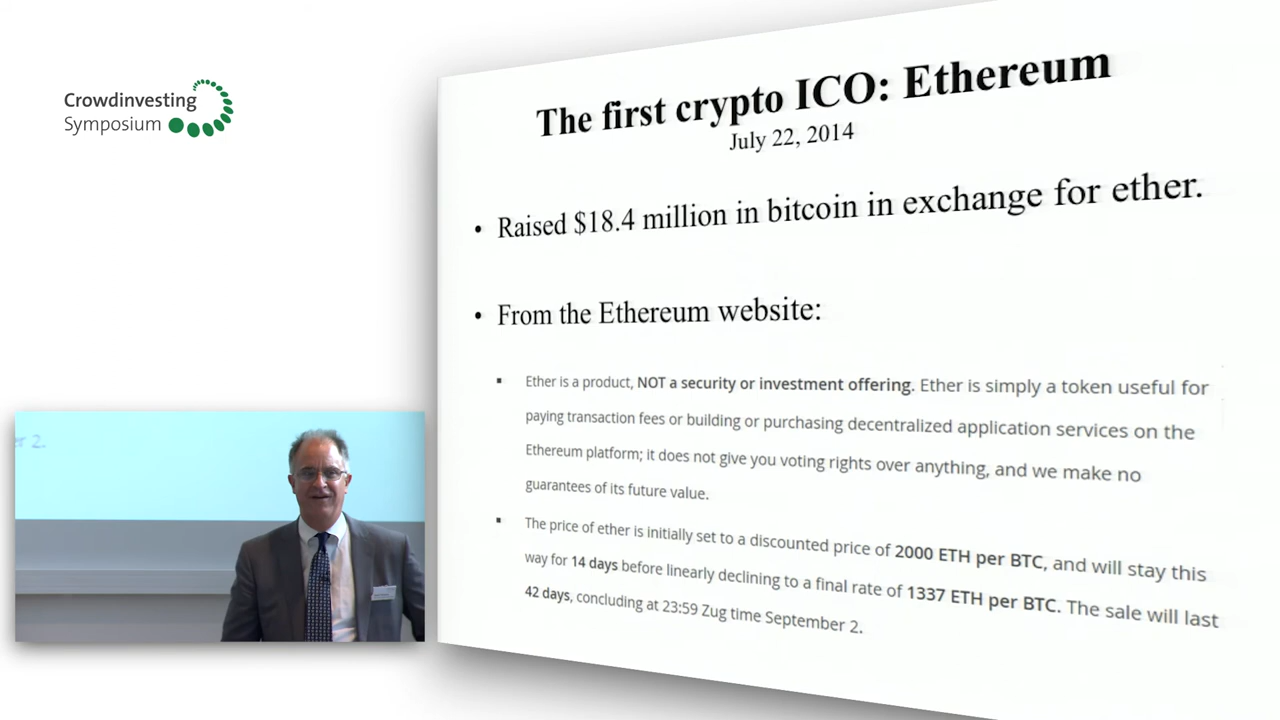 Crowdinvesting
Symposium
The first crypto ICO: Ethereum
July 22, 2014
• Raised $18.4 million in bitcoin in exchange for ether.
• From the Ethereum website:
▪ Ether is a product, NOT a security or investment offering. Ether is simply a token useful for
paying transaction fees or building or purchasing decentralized application services on the
Ethereum platform; it does not give you voting rights over anything, and we make no
guarantees of its future value.
▪ The price of ether is initially set to a discounted price of 2000 ETH per BTC, and will stay this
way for 14 days before linearly declining to a final rate of 1337 ETH per BTC. The sale will last
42 days, concluding at 23:59 Zug time September 2.
2.